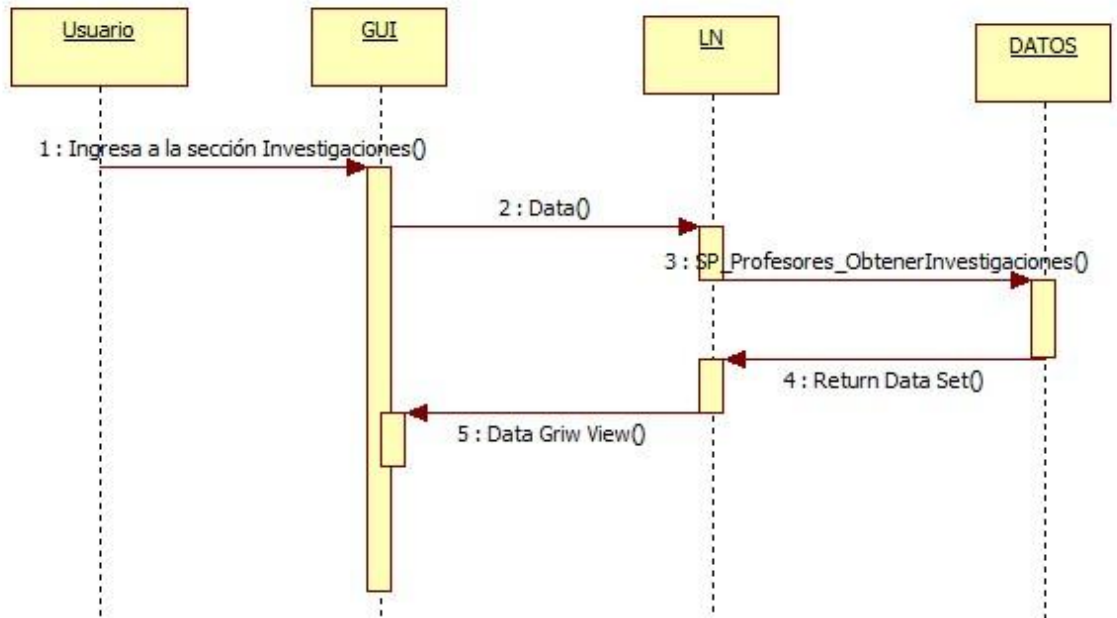 Usuario
GUI
LN
DATOS
1 : Ingresa a la sección Investigaciones()
2 : Data()
3 : SP_Profesores_ObtenerInvestigaciones()
4 : Return Data Set()
5 : Data Griw View()